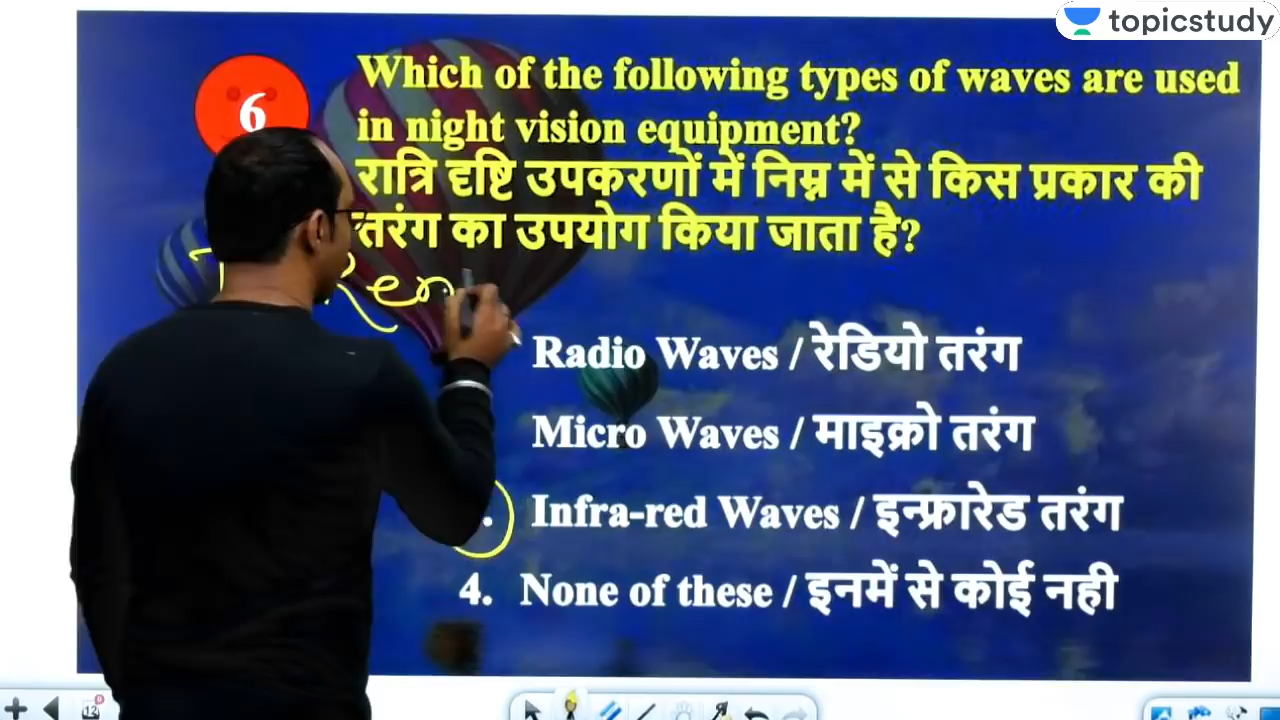 topicstudy
6
Which of the following types of waves are used
in night vision equipment?
रात्रि दृष्टि उपकरणों में निम्न में से किस प्रकार की
तरंग का उपयोग किया जाता है?
Radio Waves / रेडियो तरंग
Micro Waves / माइक्रो तरंग
Infra-red Waves / इन्फ्रारेड तरंग
4. None of these / इनमें से कोई नही
12